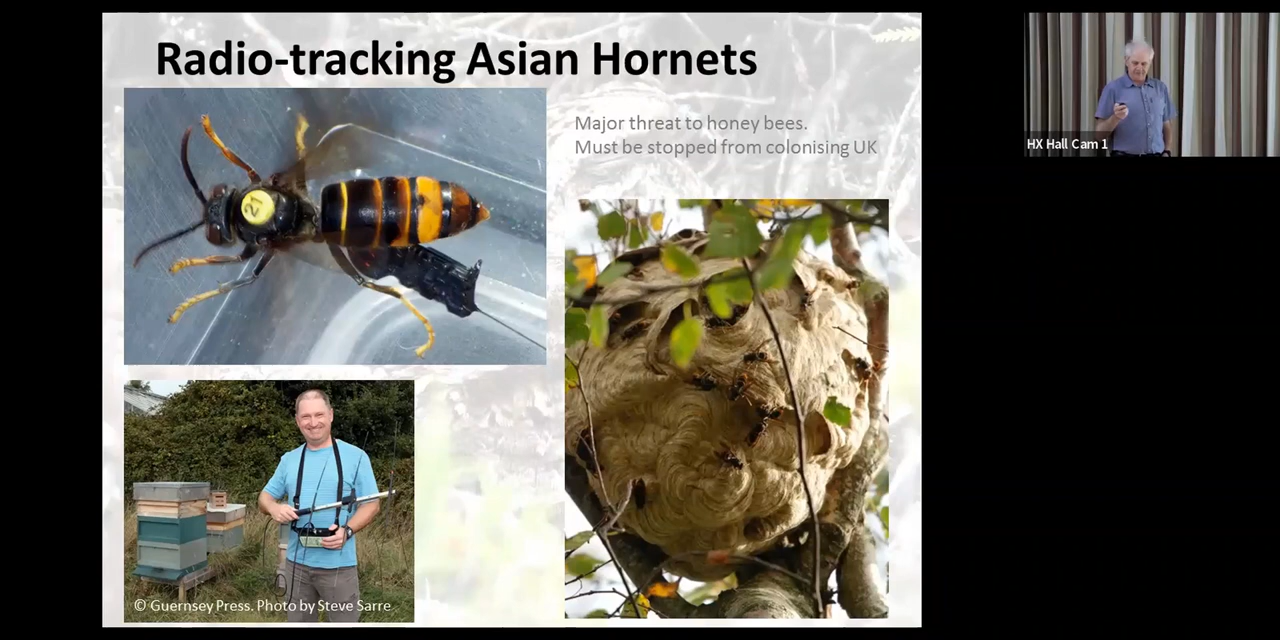 Radio-tracking Asian Hornets
Major threat to honey bees.
Must be stopped from colonising UK
21
© Guernsey Press. Photo by Steve Sarre
HX Hall Cam 1